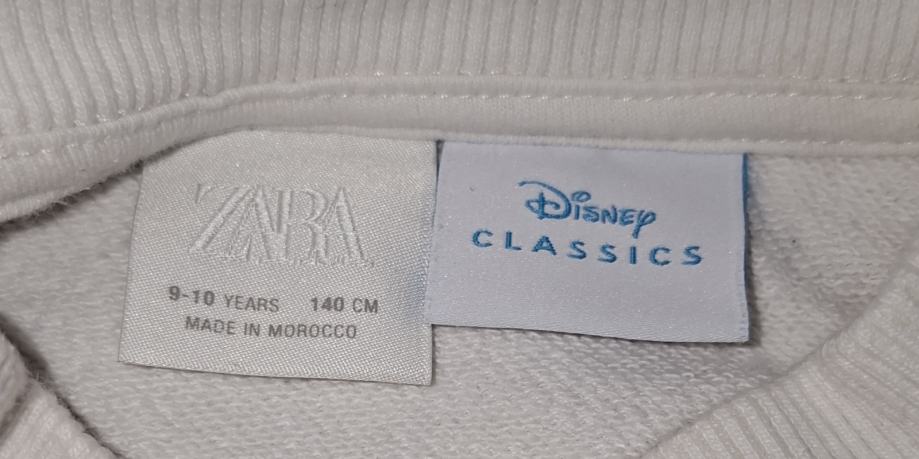 ZARA
9-10 YEARS 140 CM
MADE IN MOROCCO
Disney
CLASSICS